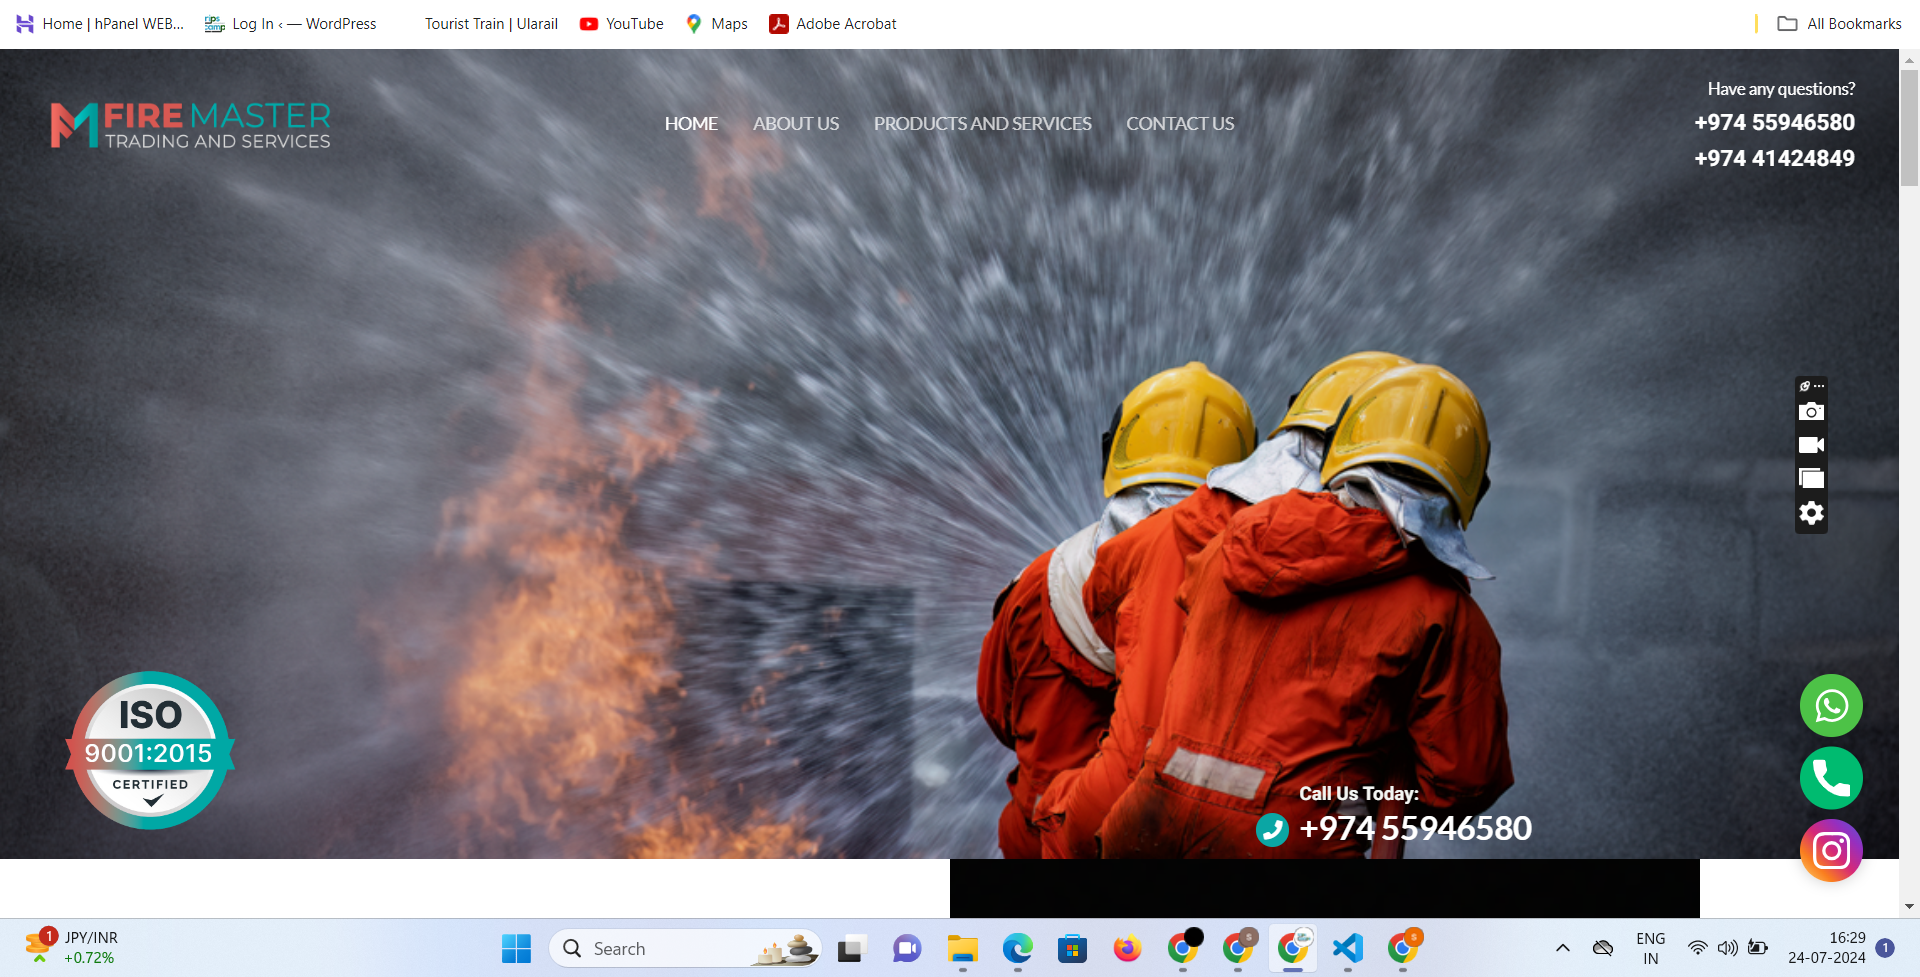 Home | hPanel WEB...
Log In ‹ — WordPress
Tourist Train | Ularail
YouTube
Maps
Adobe Acrobat
All Bookmarks
FIRE MASTER
TRADING AND SERVICES
HOME
ABOUT US
PRODUCTS AND SERVICES
CONTACT US
Have any questions?
+974 55946580
+974 41424849
ISO
9001:2015
CERTIFIED
Call Us Today:
+974 55946580
1
JPY/INR
+0.72%
Search
S
S
ENG
IN
16:29
24-07-2024
1